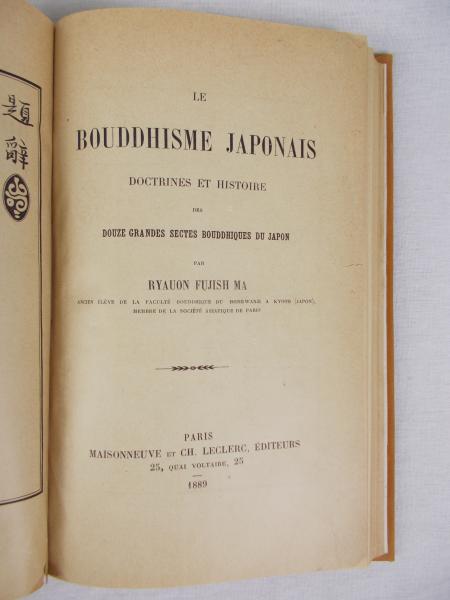 LE
BOUDDHISME JAPONAIS
DOCTRINES ET HISTOIRE
DES
DOUZE GRANDES SECTES BOUDDHIQUES DU JAPON
PAR
RYAUON FUJISH MA
ANCIEN ÉLÈVE DE LA FACULTÉ BOUDDHIQUE DU HONGWANJI A KYOTO (JAPON),
MEMBRE DE LA SOCIÉTÉ ASIATIQUE DE PARIS
PARIS
MAISONNEUVE ET CH. LECLERC, ÉDITEURS
25, QUAI VOLTAIRE, 25
1889